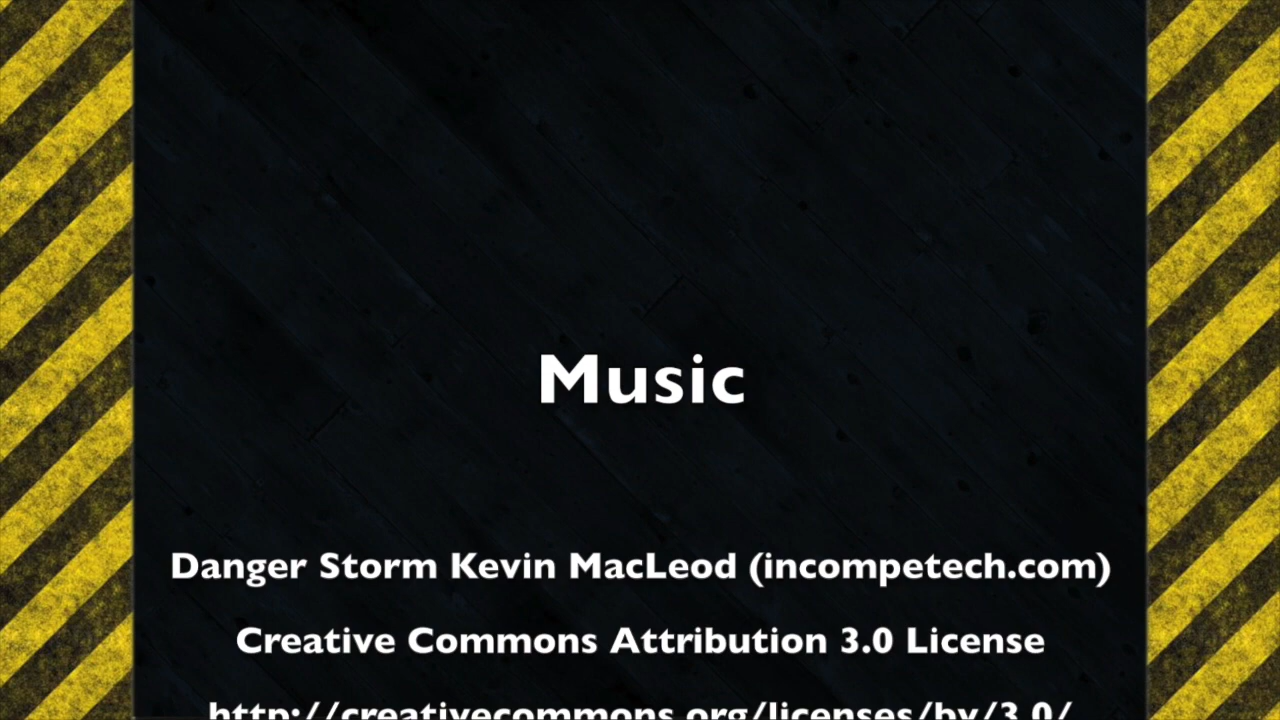 Music
Danger Storm Kevin MacLeod (incompetech.com)
Creative Commons Attribution 3.0 License
http://creativecommons.org/licenses/by/3.0/